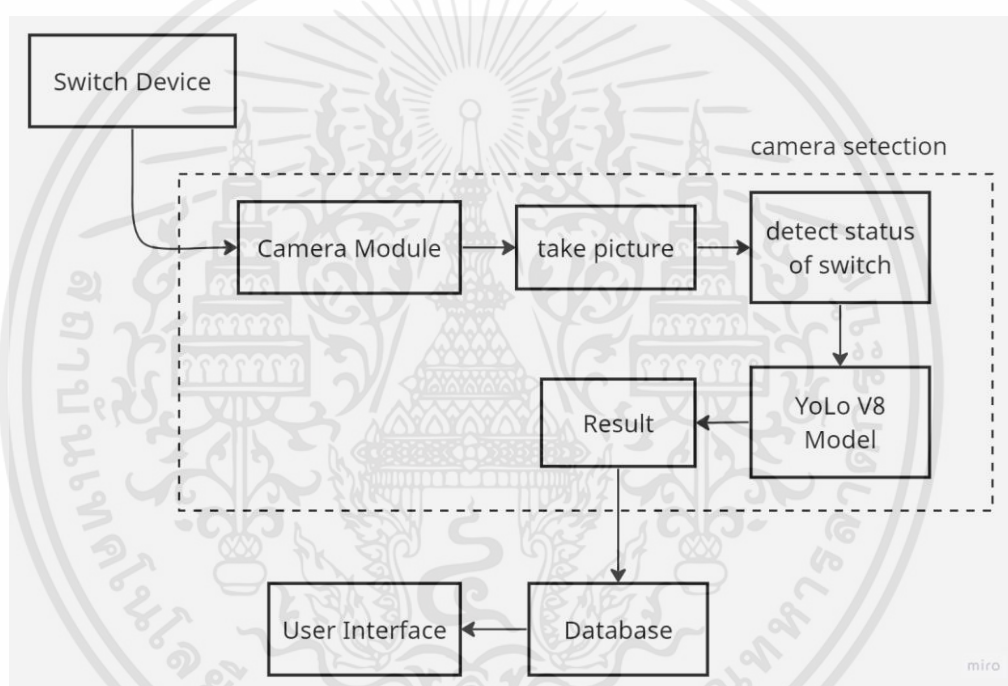 Switch Device
camera setection
Camera Module
take picture
detect status
of switch
Result
YoLo V8
Model
User Interface
Database
miro